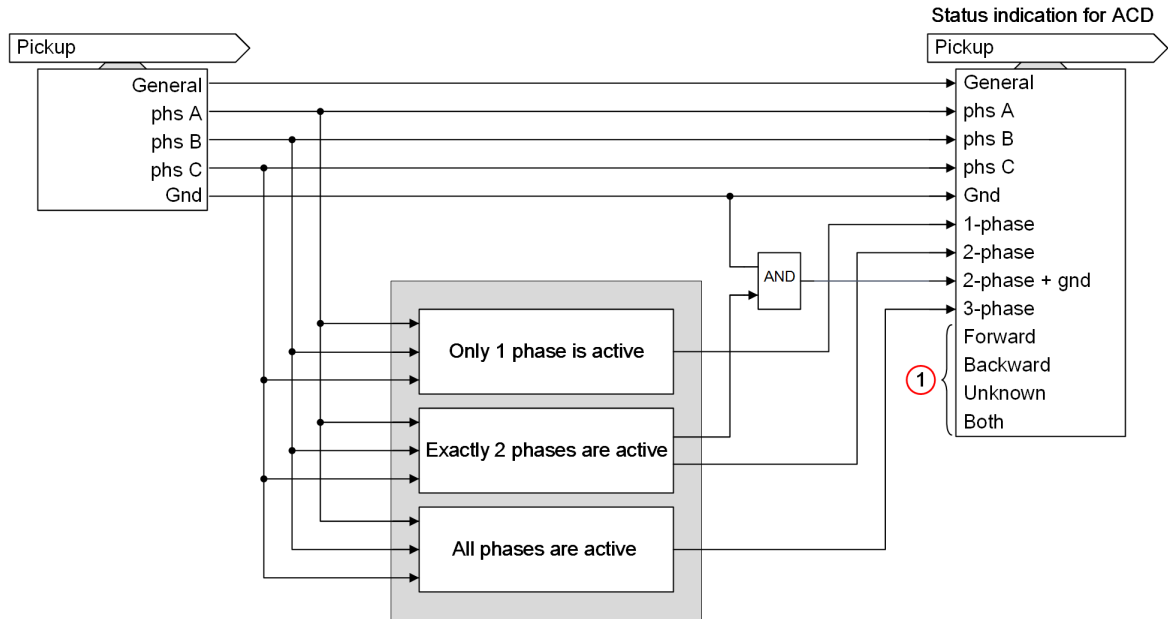 Status indication for ACD
Pickup
Pickup
General
phs A
phs B
phs C
Gnd
General
phs A
phs B
phs C
Gnd
1-phase
2-phase
2-phase + gnd
3-phase
Forward
Backward
Unknown
Both
1
AND
Only 1 phase is active
Exactly 2 phases are active
All phases are active